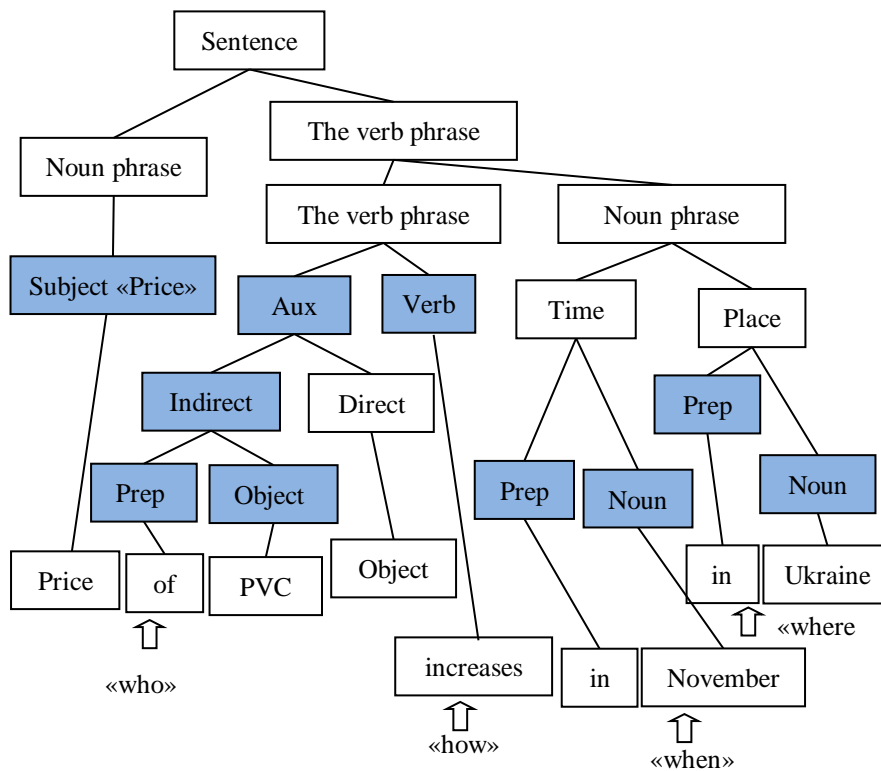 Sentence
The verb phrase
Noun phrase
The verb phrase
Noun phrase
Subject «Price»
Aux
Verb
Time
Place
Indirect
Direct
Prep
Prep
Object
Prep
Noun
Noun
Price
of
PVC
Object
in
Ukraine
«where
«who»
increases
in
November
«how»
«when»